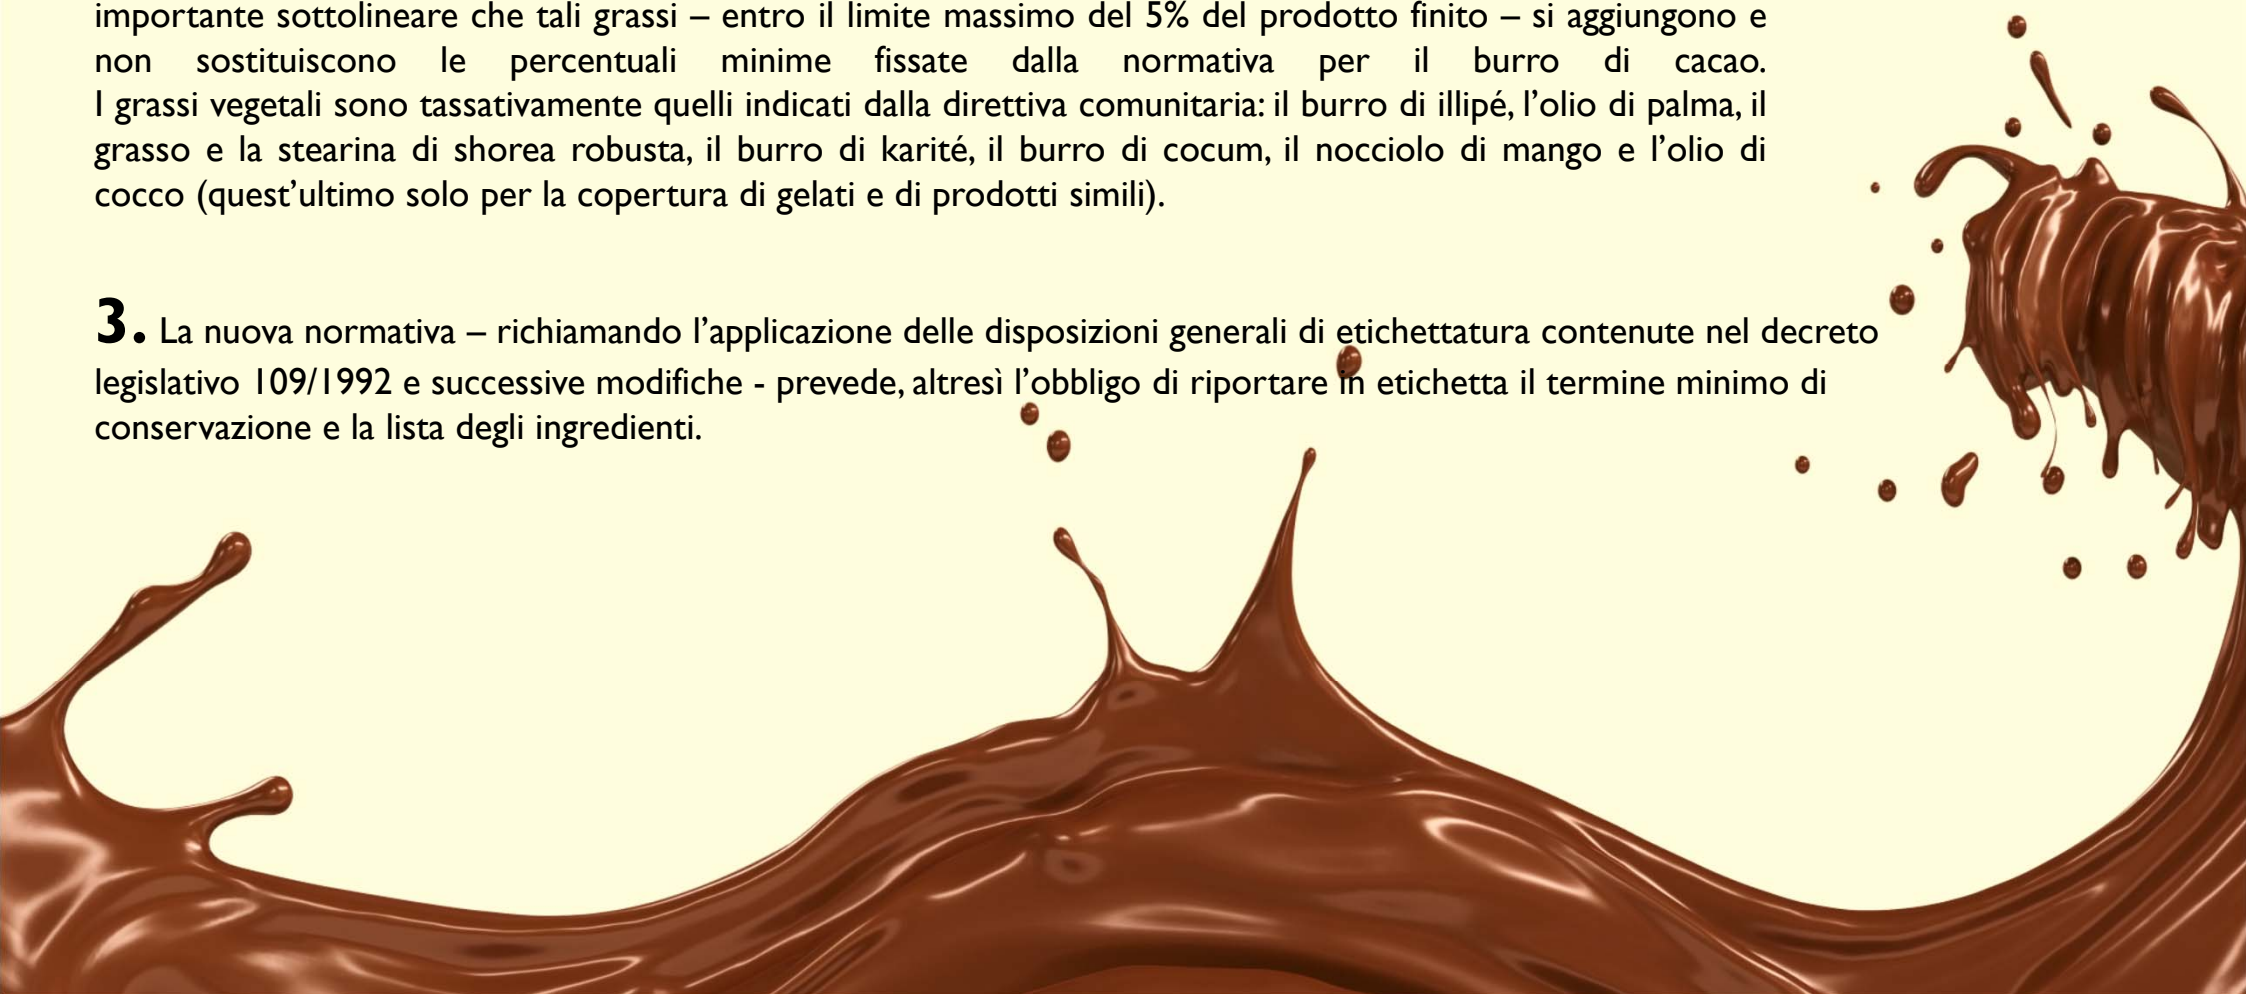 importante sottolineare che tali grassi – entro il limite massimo del 5% del prodotto finito – si aggiungono e
non sostituiscono le percentuali minime fissate dalla normativa per il burro di cacao.
I grassi vegetali sono tassativamente quelli indicati dalla direttiva comunitaria: il burro di illipé, l’olio di palma, il
grasso e la stearina di shorea robusta, il burro di karité, il burro di cocum, il nocciolo di mango e l’olio di
cocco (quest’ultimo solo per la copertura di gelati e di prodotti simili).
3. La nuova normativa – richiamando l’applicazione delle disposizioni generali di etichettatura contenute nel decreto
legislativo 109/1992 e successive modifiche - prevede, altresì l’obbligo di riportare in etichetta il termine minimo di
conservazione e la lista degli ingredienti.